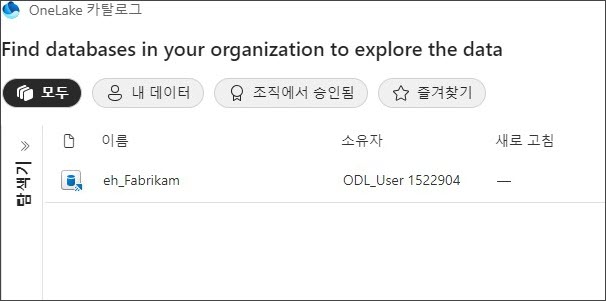 OneLake 카탈로그
Find databases in your organization to explore the data
모두 내 데이터 조직에서 승인됨 즐겨찾기
탐색기
이름 소유자 새로 고침
eh_Fabrikam ODL_User 1522904 —